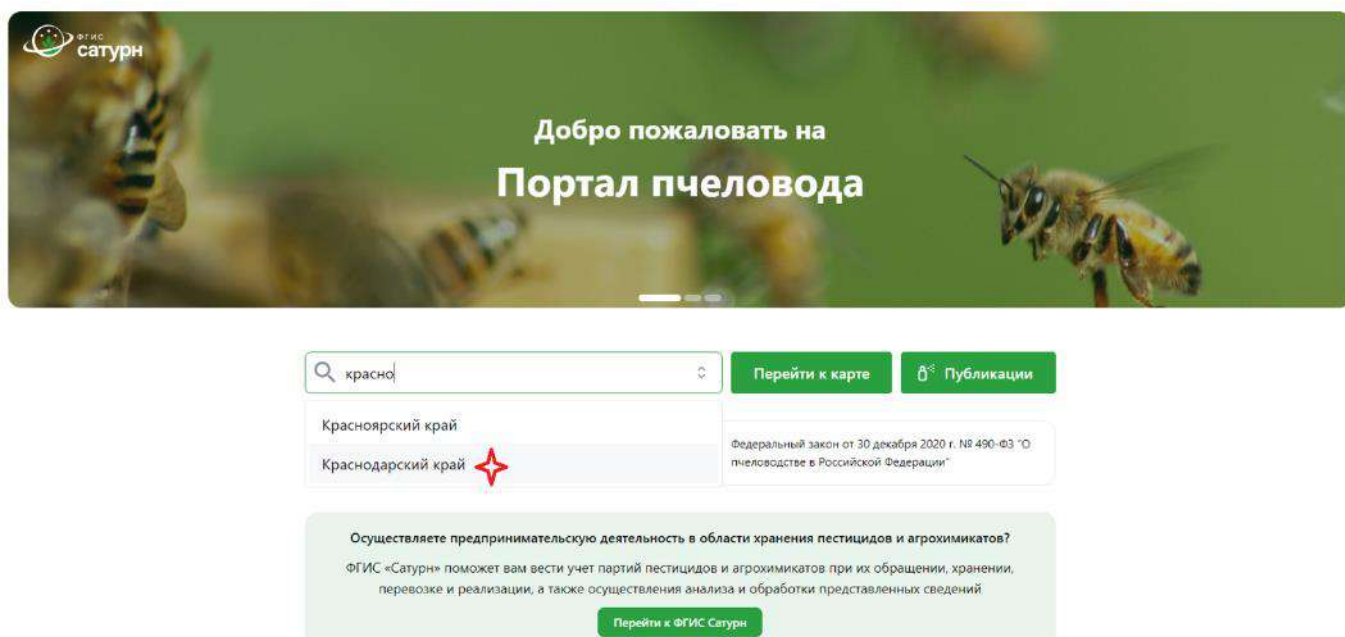 ФГИС
сатурн
Добро пожаловать на
Портал пчеловода
красно
Перейти к карте
Публикации
Красноярский край
Краснодарский край
Федеральный закон от 30 декабря 2020 г. № 490-ФЗ "О
пчеловодстве в Российской Федерации"
Осуществляете предпринимательскую деятельность в области хранения пестицидов и агрохимикатов?
ФГИС «Сатурн» поможет вам вести учет партий пестицидов и агрохимикатов при их обращении, хранении,
перевозке и реализации, а также осуществления анализа и обработки представленных сведений
Перейти к ФГИС Сатурн